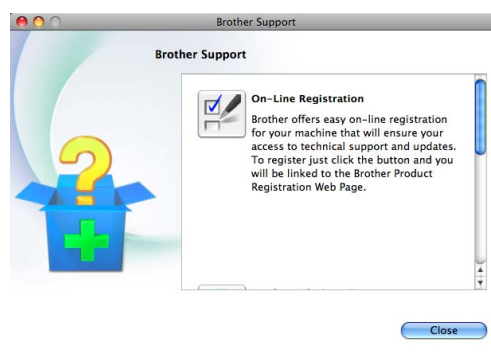 Brother Support
Brother Support
On-Line Registration
Brother offers easy on-line registration
for your machine that will ensure your
access to technical support and updates.
To register just click the button and you
will be linked to the Brother Product
Registration Web Page.
Close